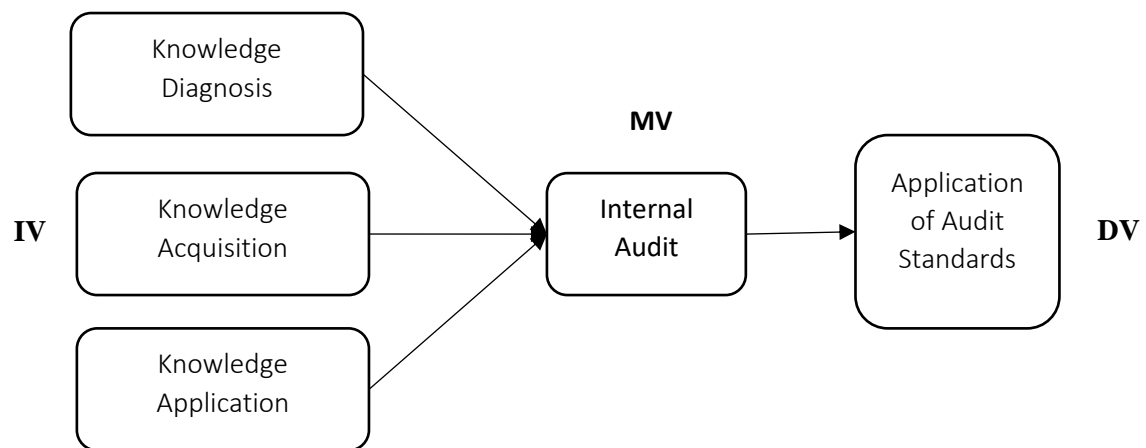 Knowledge
Diagnosis
MV
IV
Knowledge
Acquisition
Internal
Audit
Application
of Audit
Standards
DV
Knowledge
Application